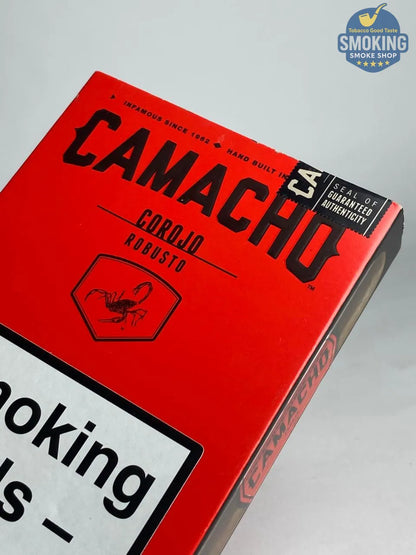 Tobacco Good Taste
SMOKING
SMOKE SHOP
INFAMOUS SINCE 1962 ◆ HAND BUILT IN
CAMACHO
™
CA
SEAL OF
GUARANTEED
AUTHENTICITY
COROJO
ROBUSTO
moking
ls –
CAMACHO